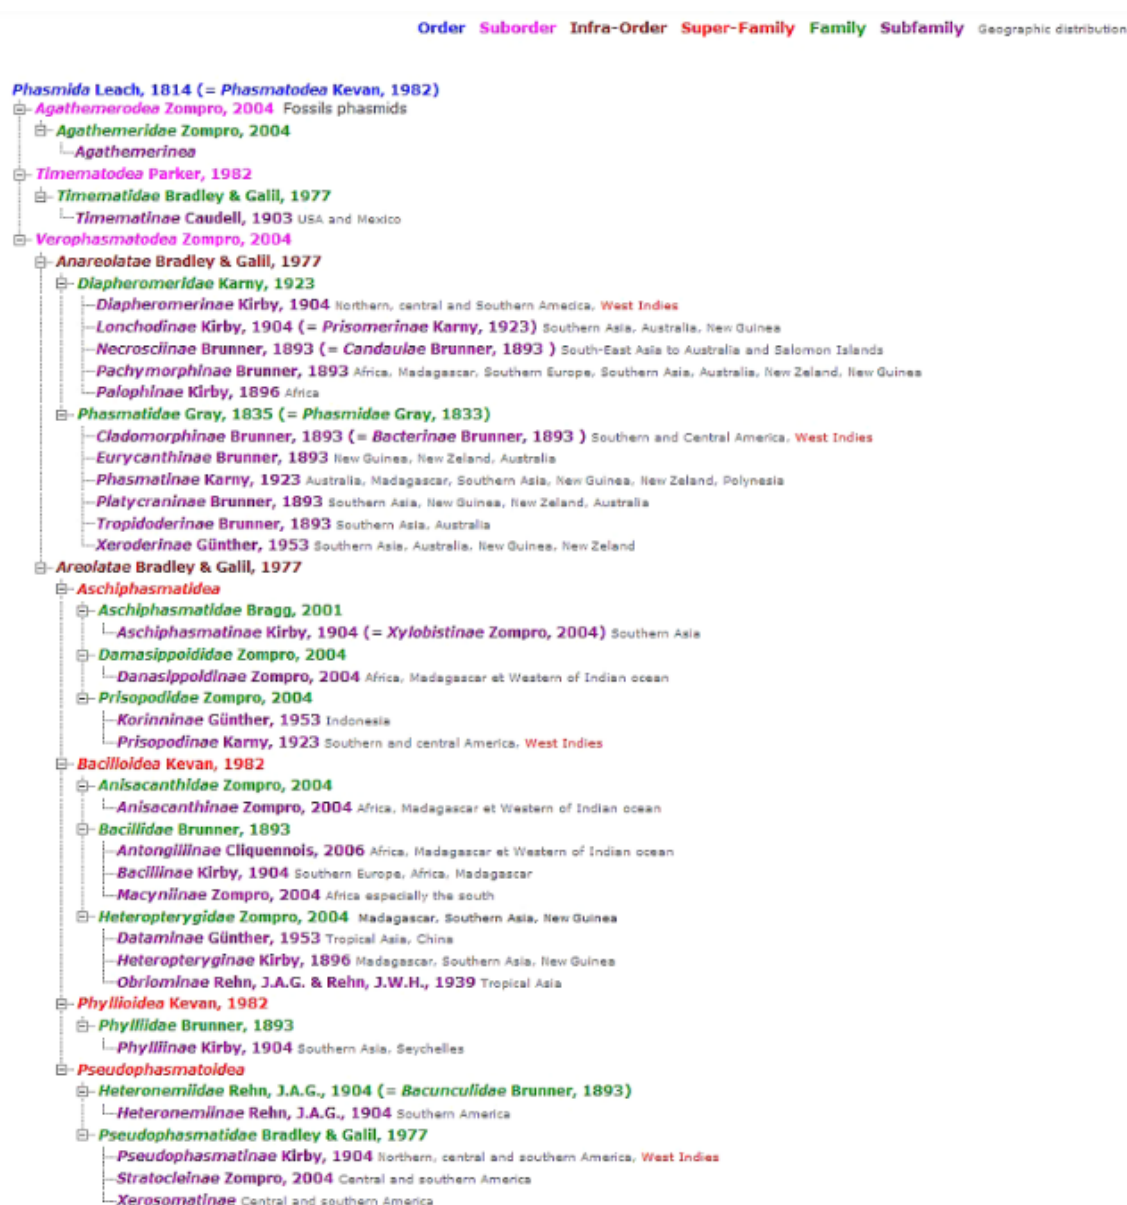 Order Suborder Infra-Order Super-Family Family Subfamily Geographic distribution
Phasmida Leach, 1814 (= Phasmatodea Kevan, 1982)
Agathemerodea Zompro, 2004 Fossils phasmids
Agathemeridae Zompro, 2004
Agathemerinea
Timematodea Parker, 1982
Timematidae Bradley & Galil, 1977
Timematinae Caudell, 1903 USA and Mexico
Verophasmatodea Zompro, 2004
Anareolatae Bradley & Galil, 1977
Diapheromeridae Karny, 1923
Diapheromerinae Kirby, 1904 Northern, central and Southern America, West Indies
Lonchodinae Kirby, 1904 (= Prisomerinae Karny, 1923) Southern Asia, Australia, New Guinea
Necrosciinae Brunner, 1893 (= Candaulae Brunner, 1893 ) South-East Asia to Australia and Salomon Islands
Pachymorphinae Brunner, 1893 Africa, Madagascar, Southern Europe, Southern Asia, Australia, New Zeland, New Guinea
Palophinae Kirby, 1896 Africa
Phasmatidae Gray, 1835 (= Phasmidae Gray, 1833)
Cladomorphinae Brunner, 1893 (= Bacterinae Brunner, 1893 ) Southern and Central America, West Indies
Eurycanthinae Brunner, 1893 New Guinea, New Zeland, Australia
Phasmatinae Karny, 1923 Australia, Madagascar, Southern Asia, New Guinea, New Zeland, Polynesia
Platycraninae Brunner, 1893 Southern Asia, New Guinea, New Zeland, Australia
Tropidoderinae Brunner, 1893 Southern Asia, Australia
Xeroderinae Günther, 1953 Southern Asia, Australia, New Guinea, New Zeland
Areolatae Bradley & Galil, 1977
Aschiphasmatidea
Aschiphasmatidae Bragg, 2001
Aschiphasmatinae Kirby, 1904 (= Xylobistinae Zompro, 2004) Southern Asia
Damasippoididae Zompro, 2004
Danasippoidinae Zompro, 2004 Africa, Madagascar et Western of Indian ocean
Prisopodidae Zompro, 2004
Korinninae Günther, 1953 Indonesia
Prisopodinae Karny, 1923 Southern and central America, West Indies
Bacilloidea Kevan, 1982
Anisacanthidae Zompro, 2004
Anisacanthinae Zompro, 2004 Africa, Madagascar et Western of Indian ocean
Bacillidae Brunner, 1893
Antongiliinae Cliquennois, 2006 Africa, Madagascar et Western of Indian ocean
Bacillinae Kirby, 1904 Southern Europe, Africa, Madagascar
Macyniinae Zompro, 2004 Africa especially the south
Heteropterygidae Zompro, 2004 Madagascar, Southern Asia, New Guinea
Dataminae Günther, 1953 Tropical Asia, China
Heteropteryginae Kirby, 1896 Madagascar, Southern Asia, New Guinea
Obriominae Rehn, J.A.G. & Rehn, J.W.H., 1939 Tropical Asia
Phyllioidea Kevan, 1982
Phylliidae Brunner, 1893
Phylliinae Kirby, 1904 Southern Asia, Seychelles
Pseudophasmatoidea
Heteronemiidae Rehn, J.A.G., 1904 (= Bacunculidae Brunner, 1893)
Heteronemiinae Rehn, J.A.G., 1904 Southern America
Pseudophasmatidae Bradley & Galil, 1977
Pseudophasmatinae Kirby, 1904 Northern, central and southern America, West Indies
Stratocleinae Zompro, 2004 Central and southern America
Xerosomatinae Central and southern America